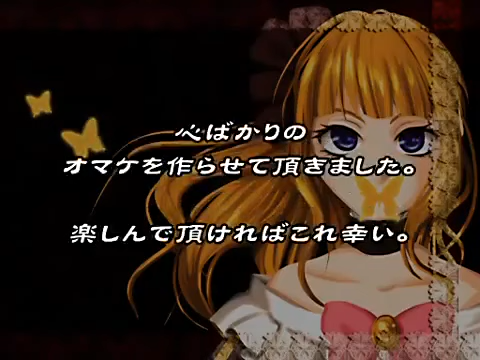 心ばかりの
オマケを作らせて頂きました。
楽しんで頂ければこれ幸い。